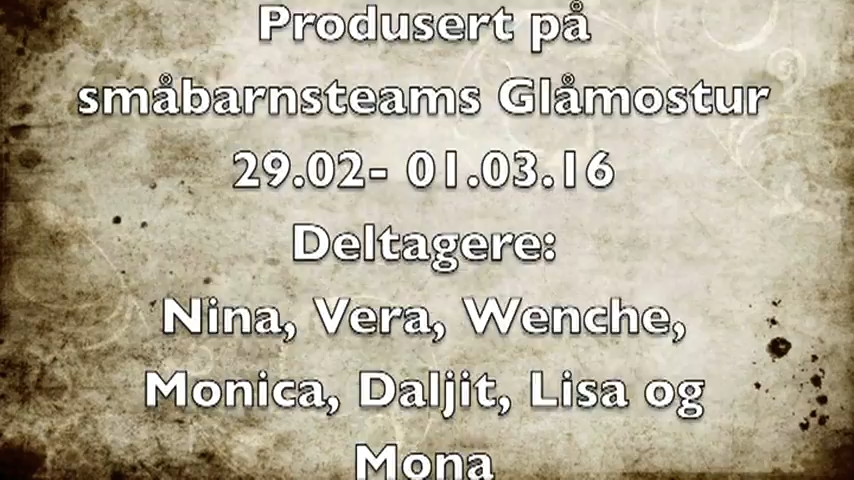 Produsert på
småbarnsteams Glåmostur
29.02- 01.03.16
Deltagere:
Nina, Vera, Wenche,
Monica, Daljit, Lisa og
Mona